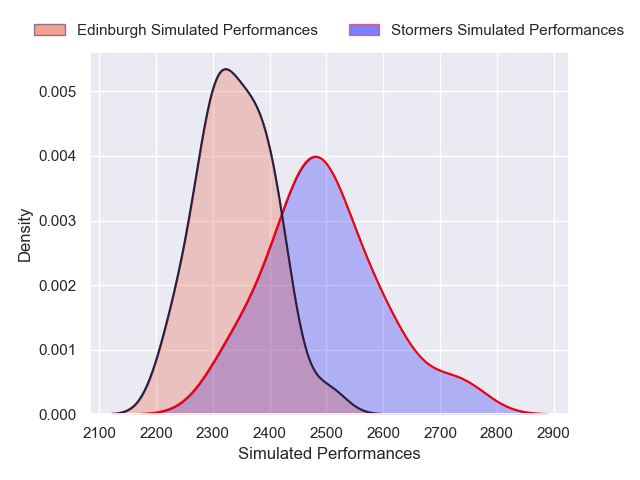 Edinburgh Simulated Performances Stormers Simulated Performances
0.005
0.004
0.003
0.002
0.001
0.000
Density
2100 2200 2300 2400 2500 2600 2700 2800 2900
Simulated Performances